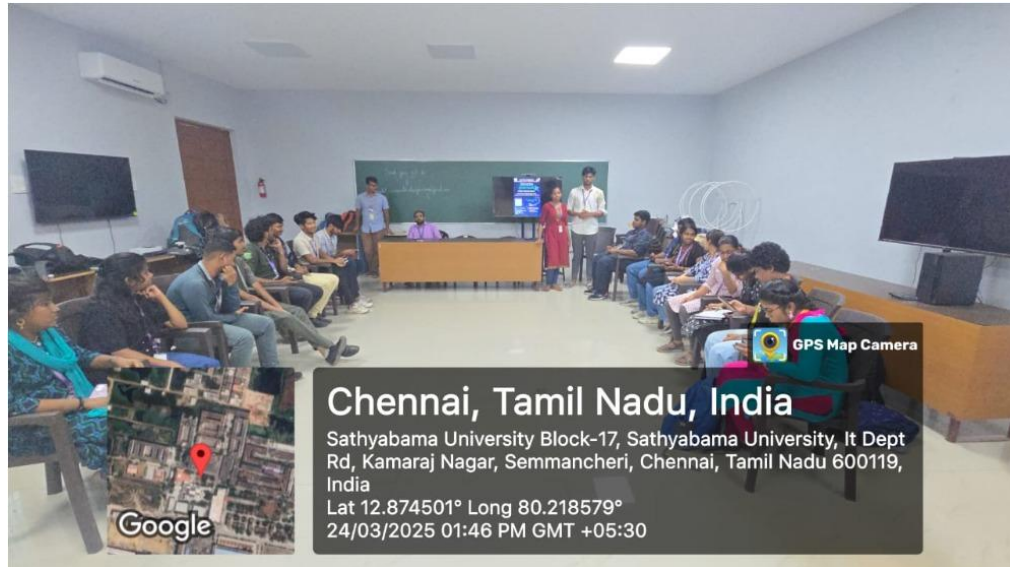 GPS Map Camera
Chennai, Tamil Nadu, India
Sathyabama University Block-17, Sathyabama University, It Dept
Rd, Kamaraj Nagar, Semmancheri, Chennai, Tamil Nadu 600119,
India
Lat 12.874501° Long 80.218579°
24/03/2025 01:46 PM GMT +05:30
Google